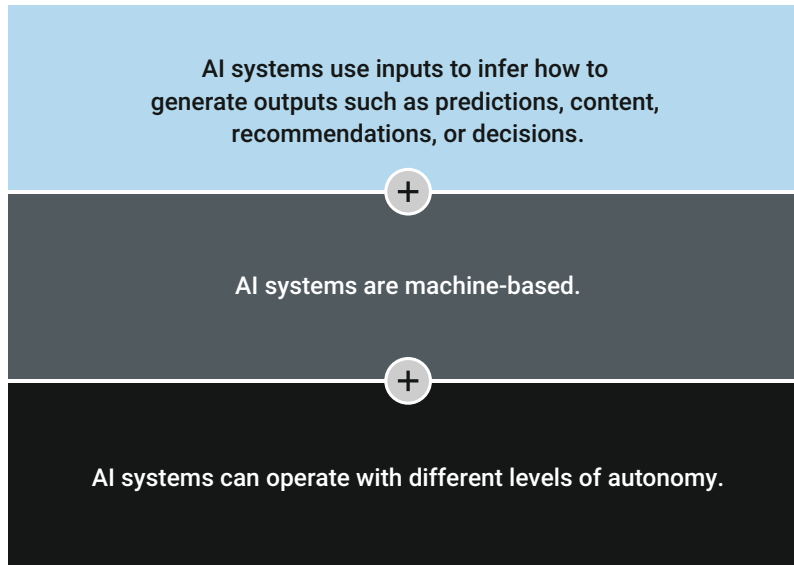 AI systems use inputs to infer how to
generate outputs such as predictions, content,
recommendations, or decisions.
+
AI systems are machine-based.
+
AI systems can operate with different levels of autonomy.